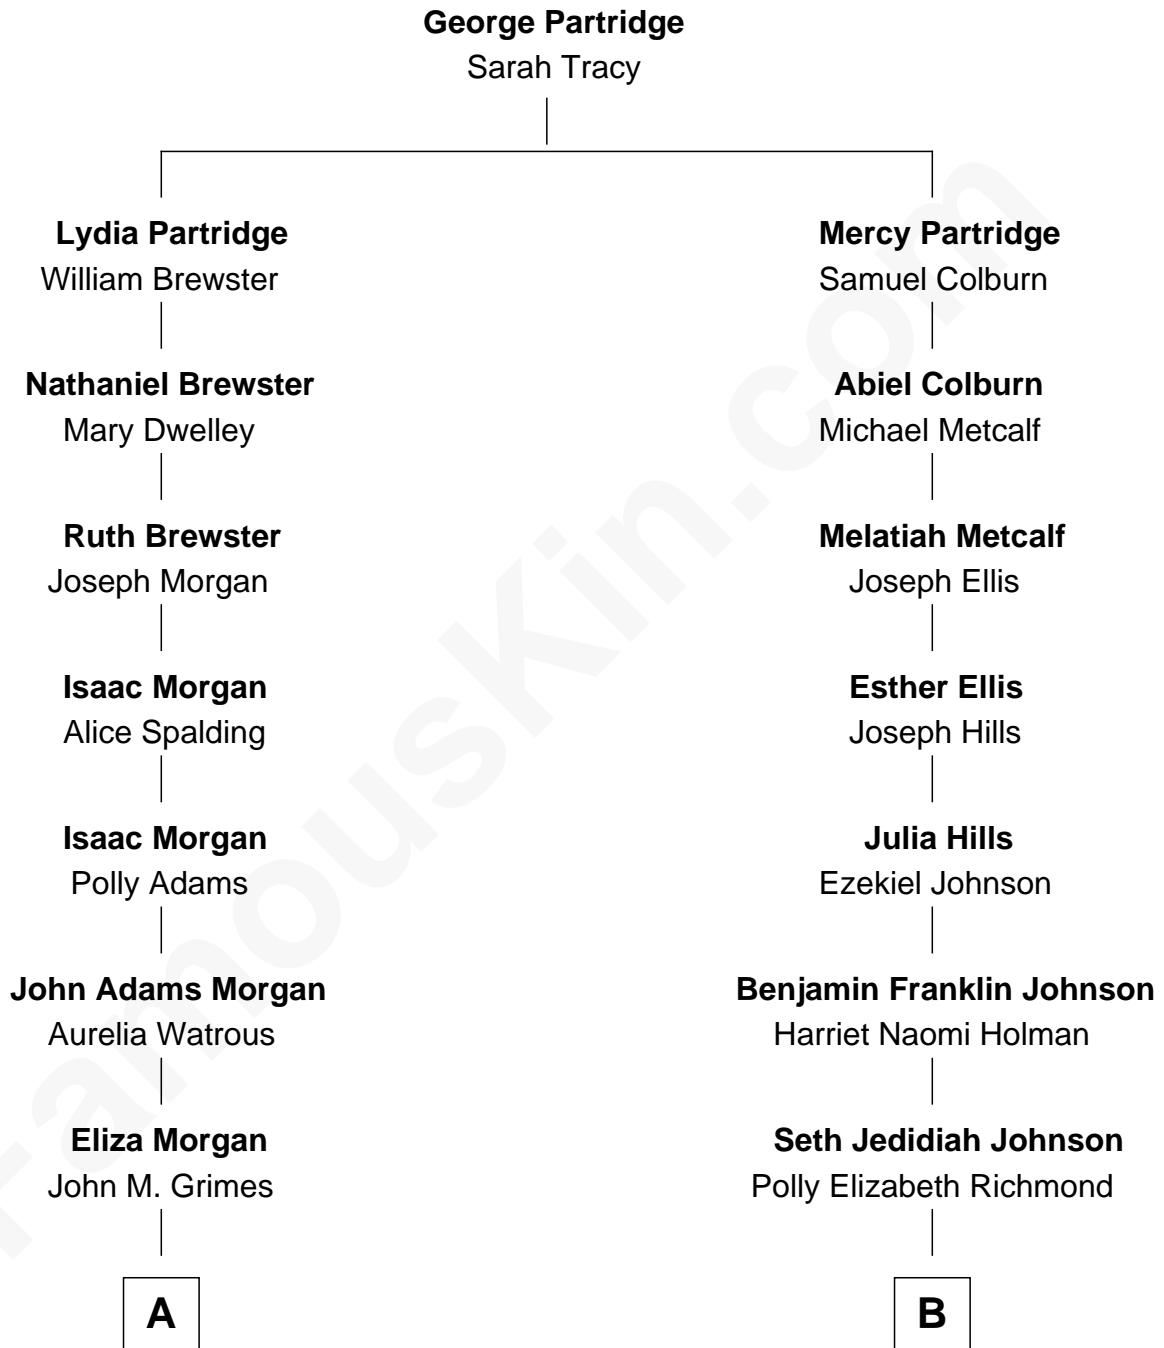 George Partridge
Sarah Tracy
Lydia Partridge
William Brewster
Mercy Partridge
Samuel Colburn
Nathaniel Brewster
Mary Dwelley
Abiel Colburn
Michael Metcalf
Ruth Brewster
Joseph Morgan
Melatiah Metcalf
Joseph Ellis
Isaac Morgan
Alice Spalding
Esther Ellis
Joseph Hills
Isaac Morgan
Polly Adams
Julia Hills
Ezekiel Johnson
John Adams Morgan
Aurelia Watrous
Benjamin Franklin Johnson
Harriet Naomi Holman
Eliza Morgan
John M. Grimes
Seth Jedidiah Johnson
Polly Elizabeth Richmond
A
B
FamousKin.com